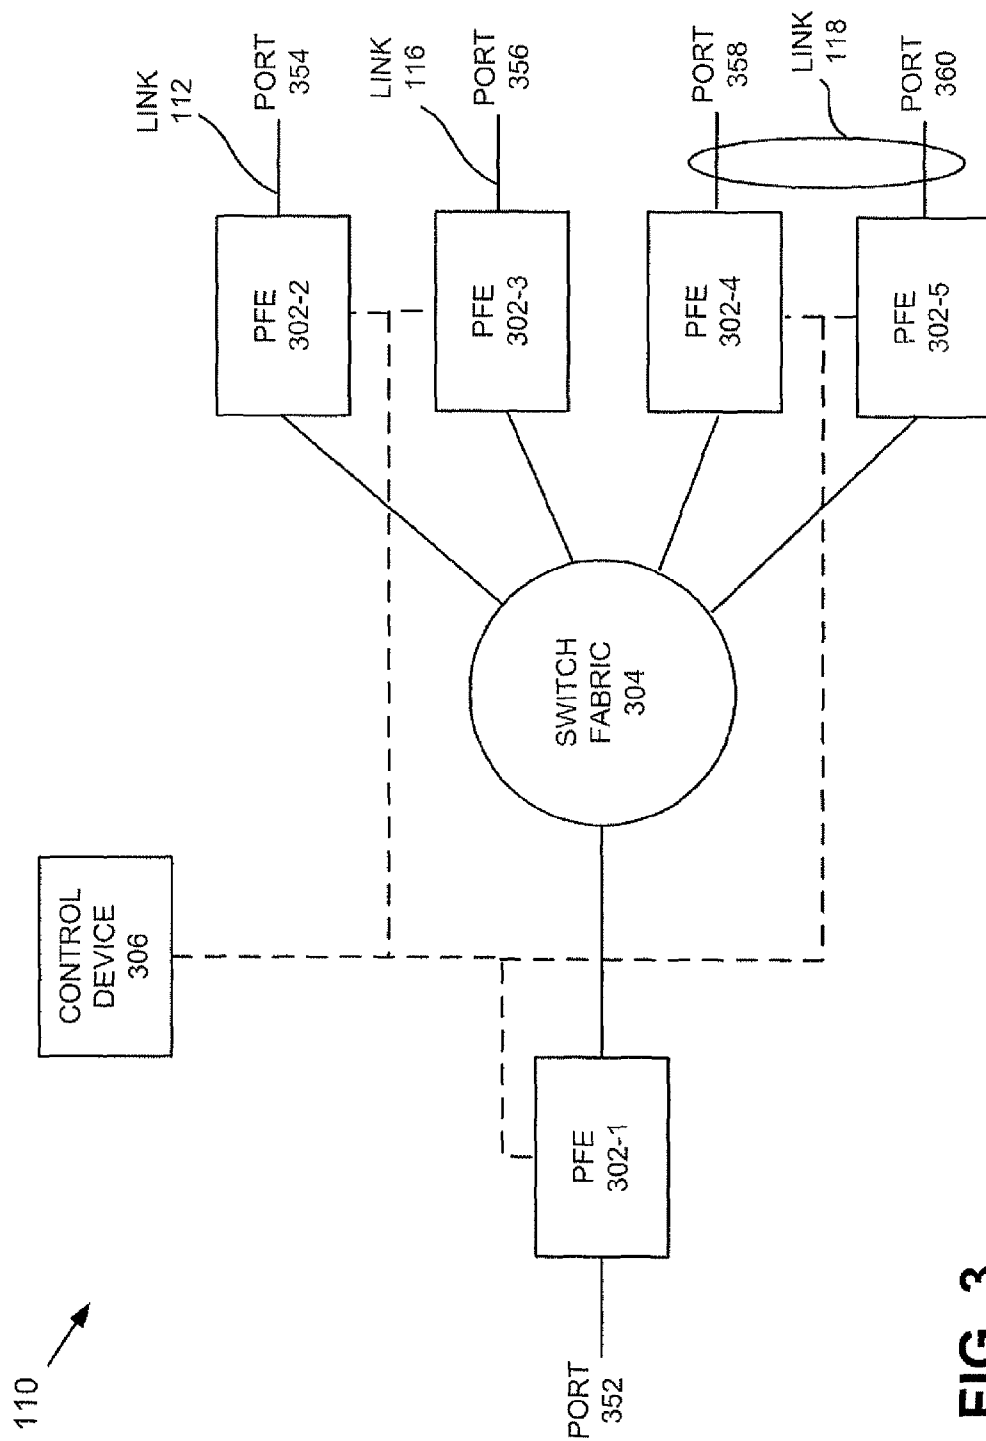 110
CONTROL
DEVICE
306
LINK
112
PORT
354
PFE
302-2
LINK
116
PORT
356
PFE
302-3
PORT
352
PFE
302-1
SWITCH
FABRIC
304
PFE
302-4
PORT
358
LINK
118
PFE
302-5
PORT
360
FIG. 3